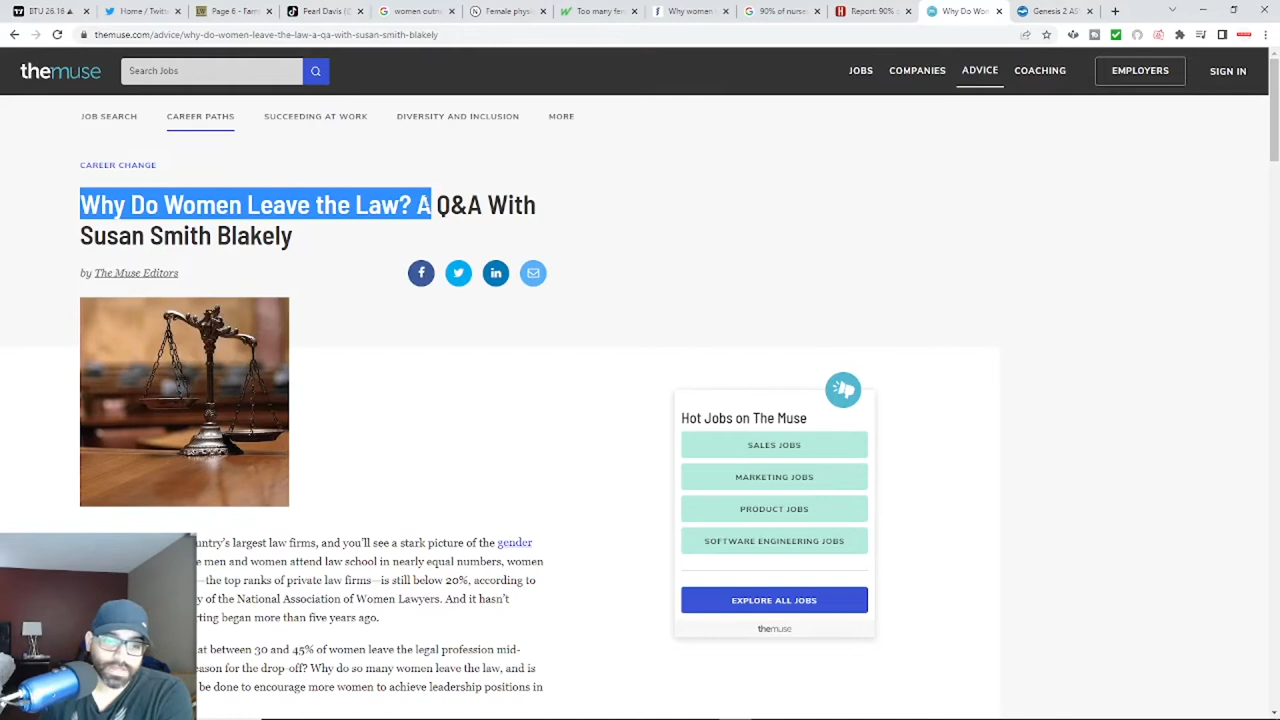 BTU 26.16
Home / Twitt
Page 6 - Farm
Pearl Davis (
women outn
Female physi
Too many fe
Why women
90% of nurse
Report: 90%
Why Do Wom
Genesis 2 AS
themuse.com/advice/why-do-women-leave-the-law-a-qa-with-susan-smith-blakely
themuse
Search Jobs
JOBS
COMPANIES
ADVICE
COACHING
EMPLOYERS
SIGN IN
JOB SEARCH
CAREER PATHS
SUCCEEDING AT WORK
DIVERSITY AND INCLUSION
MORE
CAREER CHANGE
Why Do Women Leave the Law? A Q&A With
Susan Smith Blakely
by The Muse Editors
Hot Jobs on The Muse
SALES JOBS
MARKETING JOBS
PRODUCT JOBS
SOFTWARE ENGINEERING JOBS
EXPLORE ALL JOBS
themuse
untry's largest law firms, and you'll see a stark picture of the gender
e men and women attend law school in nearly equal numbers, women
—the top ranks of private law firms—is still below 20%, according to
y of the National Association of Women Lawyers. And it hasn't
rting began more than five years ago.
at between 30 and 45% of women leave the legal profession mid-
eason for the drop-off? Why do so many women leave the law, and is
be done to encourage more women to achieve leadership positions in